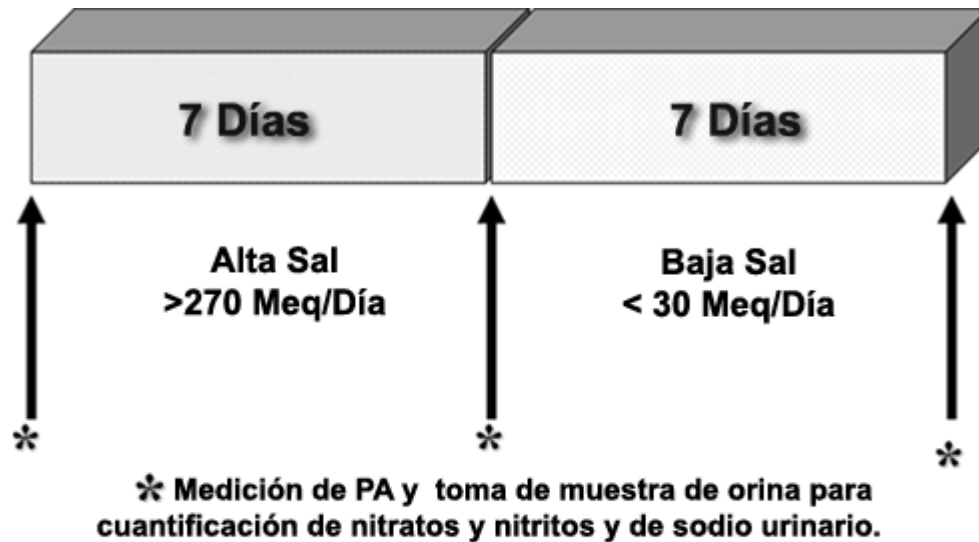 7 Días
7 Días
Alta Sal
>270 Meq/Día
Baja Sal
< 30 Meq/Día
*
*
*
* Medición de PA y toma de muestra de orina para
cuantificación de nitratos y nitritos y de sodio urinario.